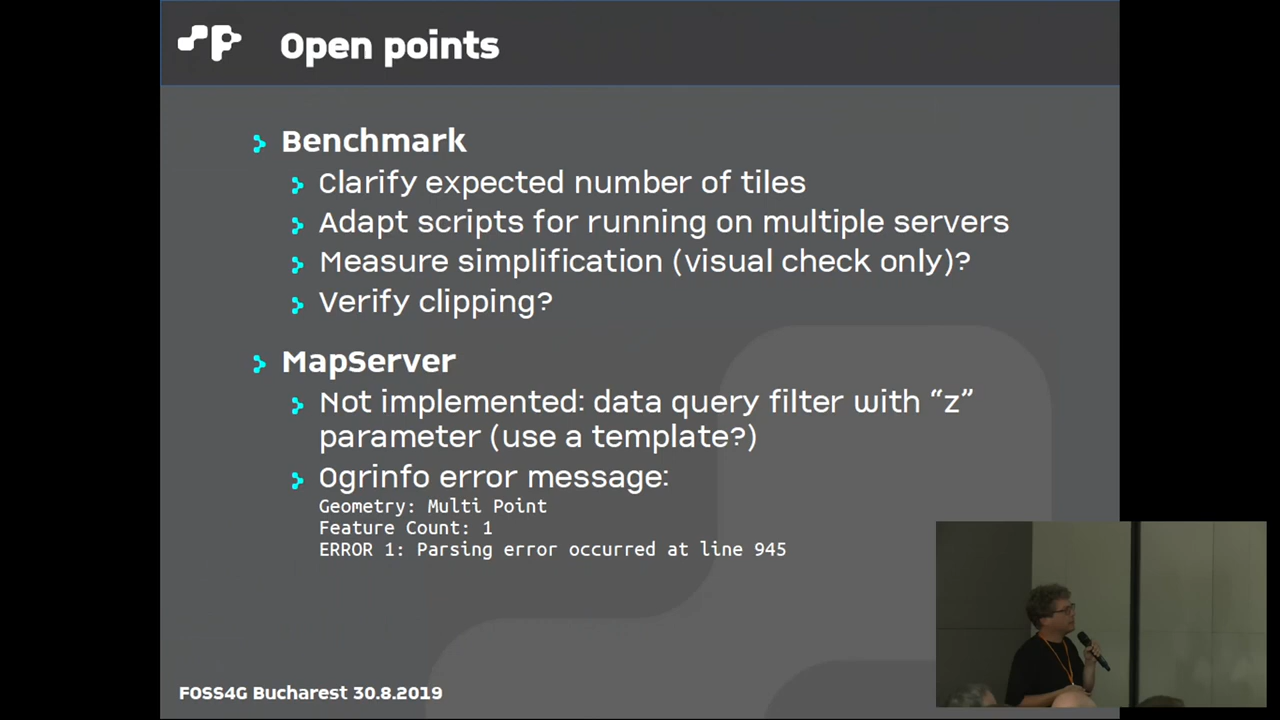 Open points
Benchmark
Clarify expected number of tiles
Adapt scripts for running on multiple servers
Measure simplification (visual check only)?
Verify clipping?
MapServer
Not implemented: data query filter with “z”
parameter (use a template?)
Ogrinfo error message:
Geometry: Multi Point
Feature Count: 1
ERROR 1: Parsing error occurred at line 945
FOSS4G Bucharest 30.8.2019